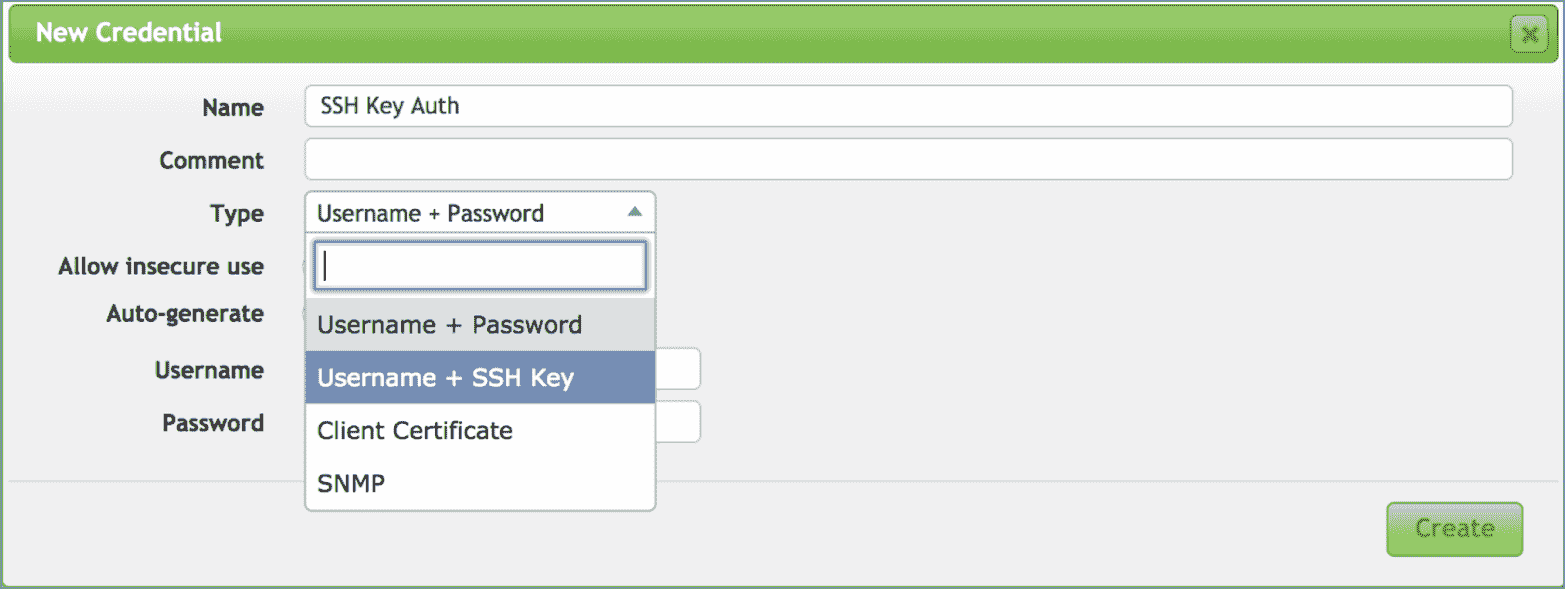 New Credential
Name SSH Key Auth
Comment
Type Username + Password
Allow insecure use
Auto-generate
Username + Password
Username
Username + SSH Key
Password
Client Certificate
SNMP
Create